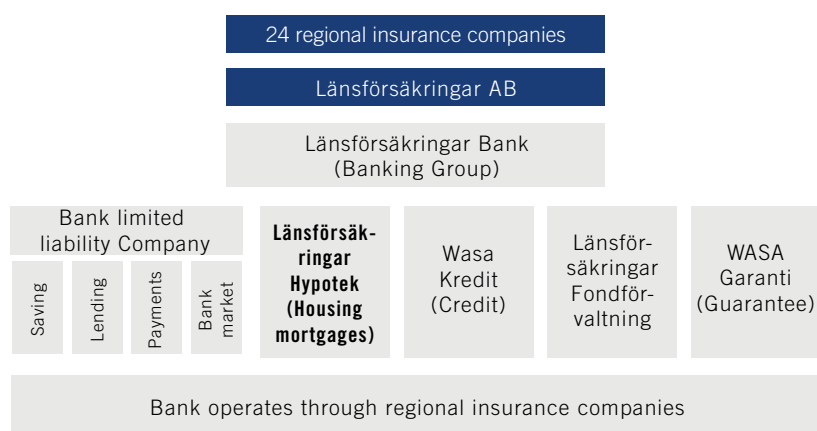 24 regional insurance companies
Länsförsäkringar AB
Länsförsäkringar Bank
(Banking Group)
Bank limited
liability Company
Saving
Lending
Payments
Bank
market
Länsförsäk-
ringar
Hypotek
(Housing
mortgages)
Wasa
Kredit
(Credit)
Länsför-
säkringar
Fondför-
valtning
WASA
Garanti
(Guarantee)
Bank operates through regional insurance companies